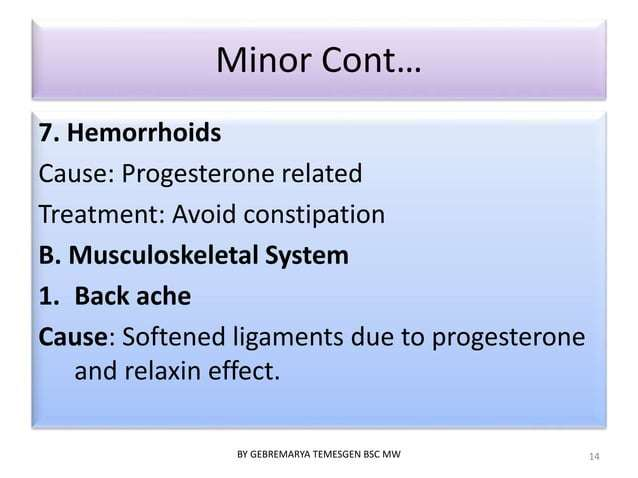 Minor Cont…
7. Hemorrhoids
Cause: Progesterone related
Treatment: Avoid constipation
B. Musculoskeletal System
1. Back ache
Cause: Softened ligaments due to progesterone
and relaxin effect.
BY GEBREMARYA TEMESGEN BSC MW
14